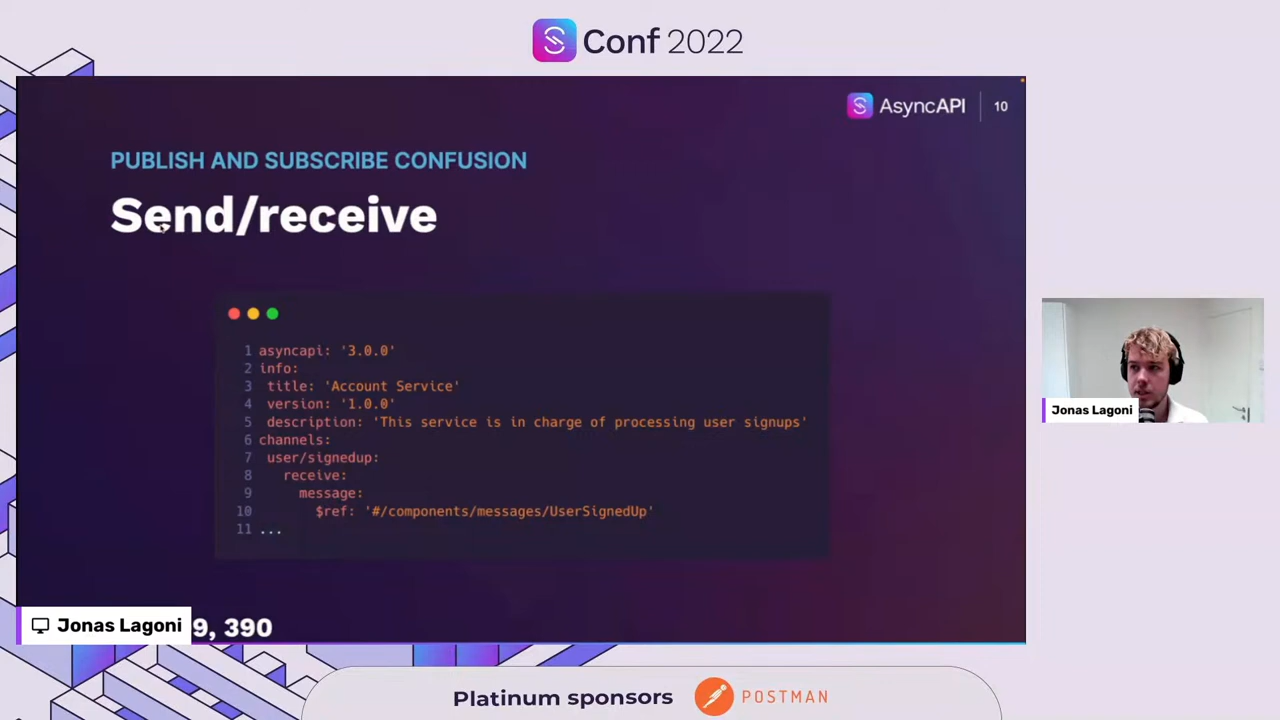 Conf 2022
AsyncAPI
10
PUBLISH AND SUBSCRIBE CONFUSION
Send/receive
1 asyncapi: '3.0.0'
2 info:
3 title: 'Account Service'
4 version: '1.0.0'
5 description: 'This service is in charge of processing user signups'
6 channels:
7 user/signedup:
8 receive:
9 message:
10 $ref: '#/components/messages/UserSignedUp'
11 ...
Jonas Lagoni
Jonas Lagoni
9, 390
Platinum sponsors
POSTMAN